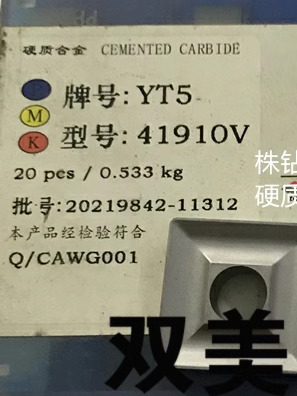 硬质合金 CEMENTED CARBIDE
P
M
K
牌号: YT5
型号: 41910V
20 pcs / 0.533 kg
株钻
硬质
批号: 20219842-11312
本产品经检验符合
Q/CAWG001
双美